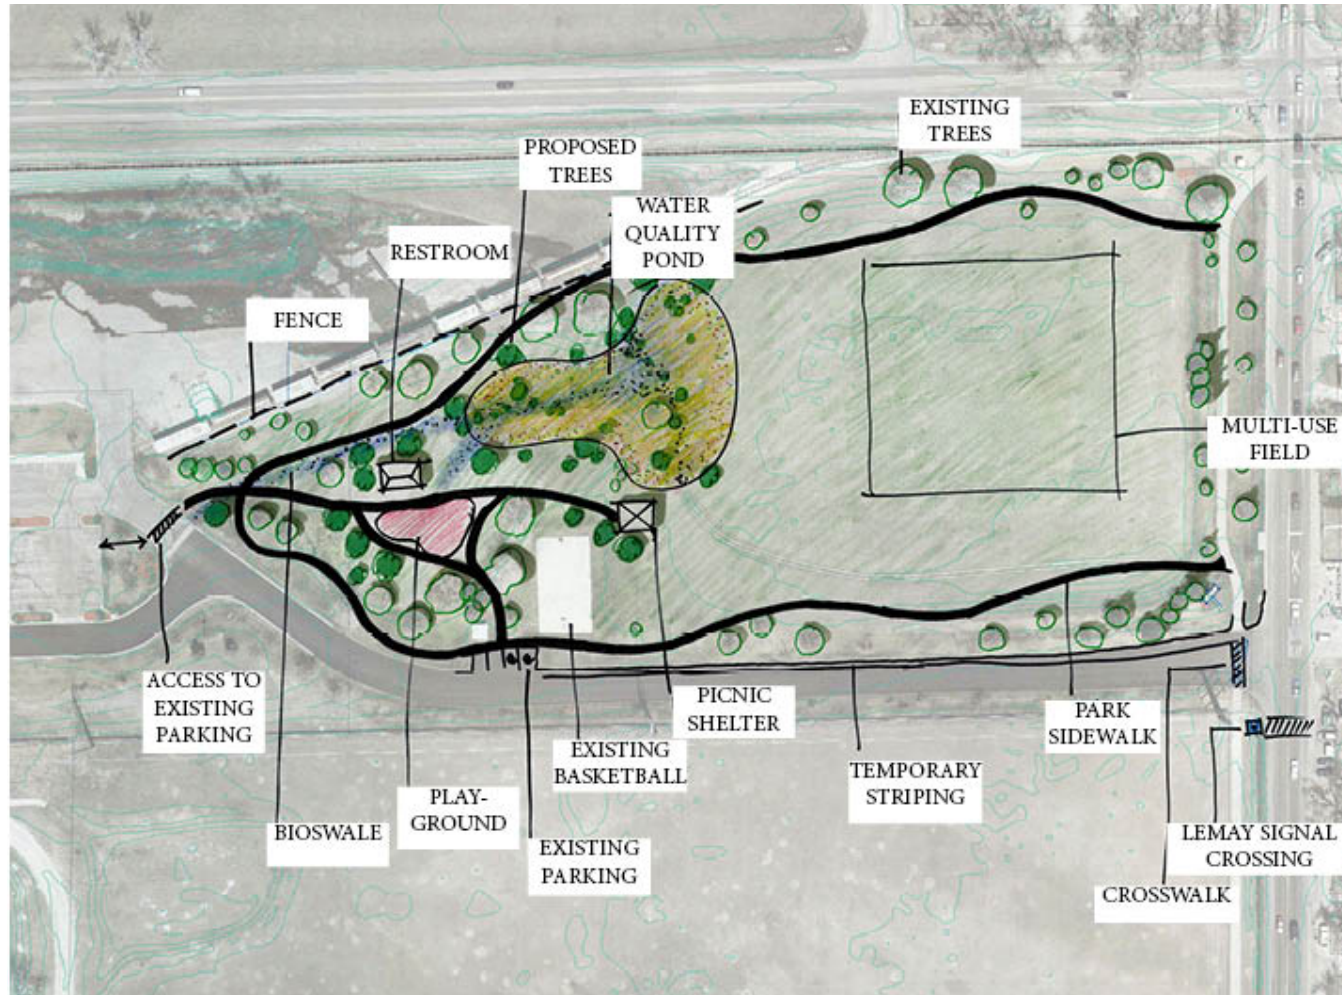 EXISTING
TREES
PROPOSED
TREES
WATER
QUALITY
POND
RESTROOM
FENCE
MULTI-USE
FIELD
ACCESS TO
EXISTING
PARKING
BIOSWALE
PLAY-
GROUND
EXISTING
PARKING
EXISTING
BASKETBALL
PICNIC
SHELTER
TEMPORARY
STRIPING
PARK
SIDEWALK
LEMAY SIGNAL
CROSSING
CROSSWALK